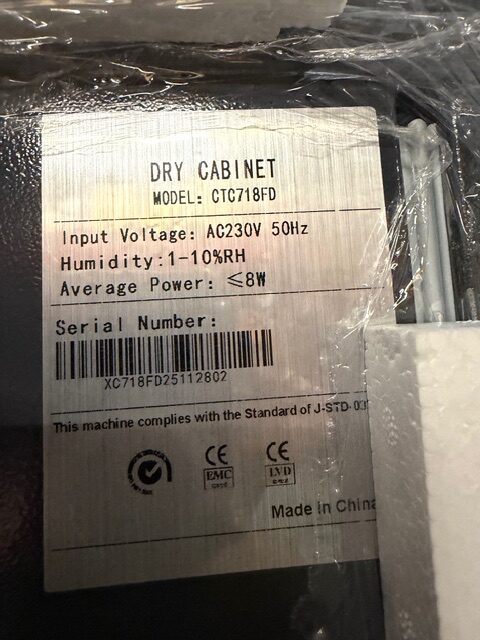 DRY CABINET
MODEL: CTC718FD
Input Voltage: AC230V 50Hz
Humidity:1-10%RH
Average Power: ≤8W
Serial Number:
XC718FD25112802
This machine complies with the Standard of J-STD-03
CE CE
EMC LVD
Made in China